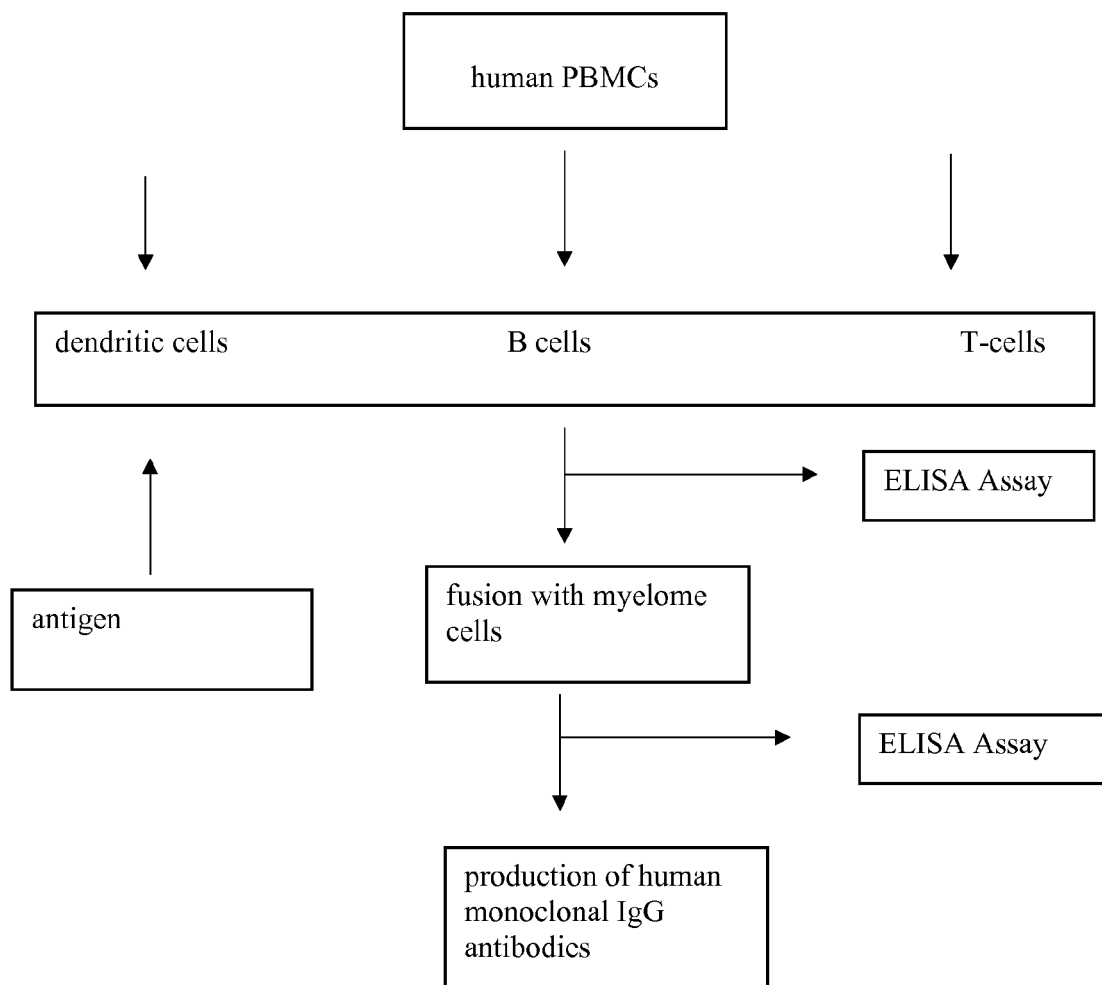 human PBMCs
dendritic cells B cells T-cells
ELISA Assay
antigen
fusion with myelome
cells
ELISA Assay
production of human
monoclonal IgG
antibodics